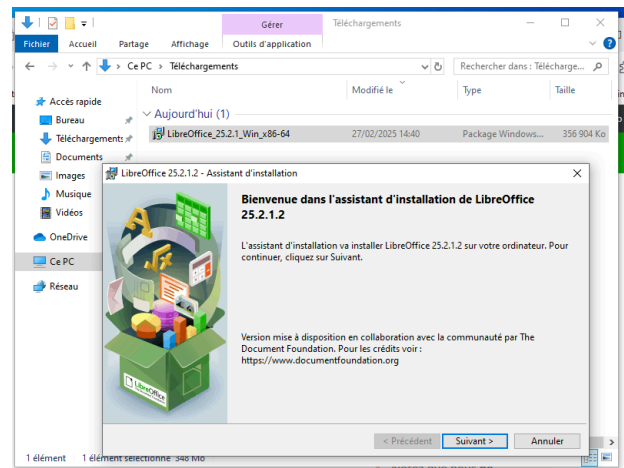 Gérer
Téléchargements
Fichier
Accueil
Partage
Affichage
Outils d'application
Ce PC
Téléchargements
Rechercher dans : Télécharge...
Nom
Modifié le
Type
Taille
Accès rapide
Aujourd'hui (1)
Bureau
LibreOffice_25.2.1_Win_x86-64
27/02/2025 14:40
Package Windows...
356 904 Ko
Téléchargements
Documents
Images
Musique
Vidéos
OneDrive
Ce PC
Réseau
LibreOffice 25.2.1.2 - Assistant d'installation
Bienvenue dans l'assistant d'installation de LibreOffice
25.2.1.2
L'assistant d'installation va installer LibreOffice 25.2.1.2 sur votre ordinateur. Pour
continuer, cliquez sur Suivant.
Version mise à disposition en collaboration avec la communauté par The
Document Foundation. Pour les crédits voir :
https://www.documentfoundation.org
LibreOffice
< Précédent
Suivant >
Annuler
1 élément
1 élément sélectionné 348 Mo